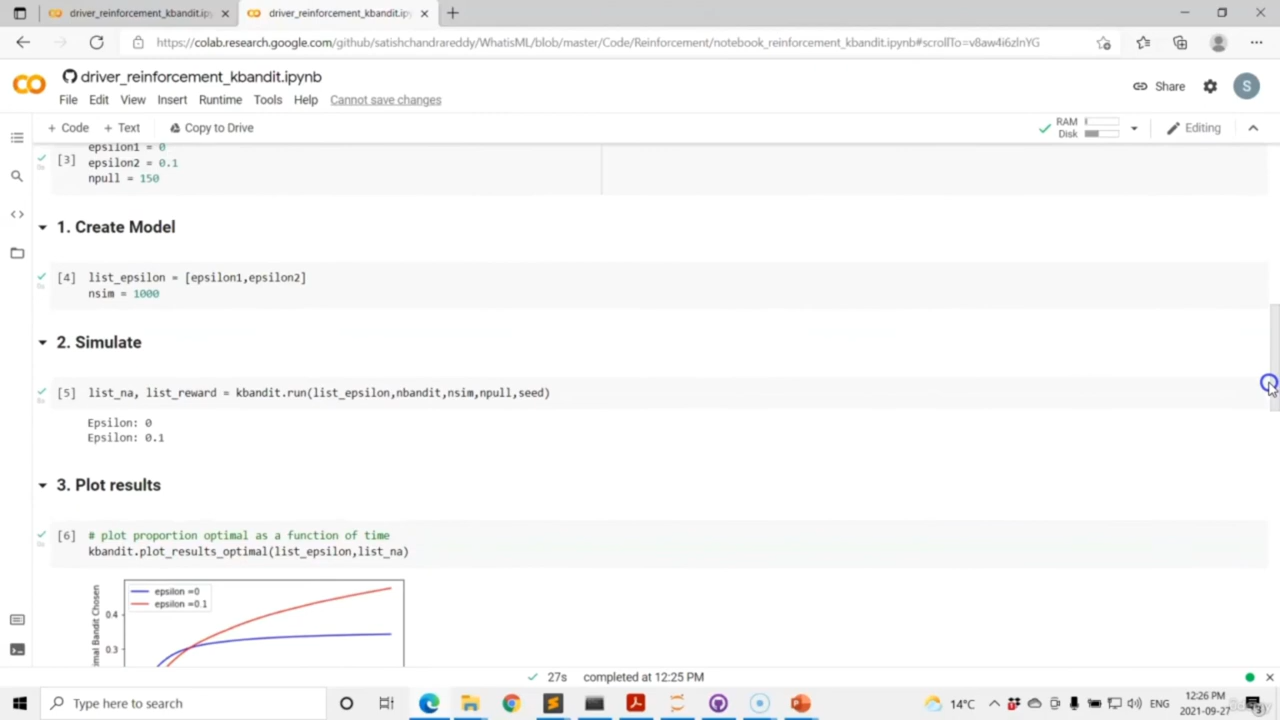 driver_reinforcement_kbandit.ipy
driver_reinforcement_kbandit.ipy
https://colab.research.google.com/github/satishchandrareddy/WhatisML/blob/master/Code/Reinforcement/notebook_reinforcement_kbandit.ipynb#scrollTo=v8aw4i6zlnYG
driver_reinforcement_kbandit.ipynb
Share
S
File Edit View Insert Runtime Tools Help Cannot save changes
+ Code + Text Copy to Drive
RAM
Disk
Editing
epsilon1 = 0
[3]
epsilon2 = 0.1
npull = 150
1. Create Model
[4] list_epsilon = [epsilon1,epsilon2]
nsim = 1000
2. Simulate
[5] list_na, list_reward = kbandit.run(list_epsilon,nbandit,nsim,npull,seed)
Epsilon: 0
Epsilon: 0.1
3. Plot results
[6] # plot proportion optimal as a function of time
kbandit.plot_results_optimal(list_epsilon,list_na)
epsilon =0
epsilon =0.1
Bandit Chosen
0.4
0.3
27s completed at 12:25 PM
Type here to search
14°C
ENG
12:26 PM
2021-09-27